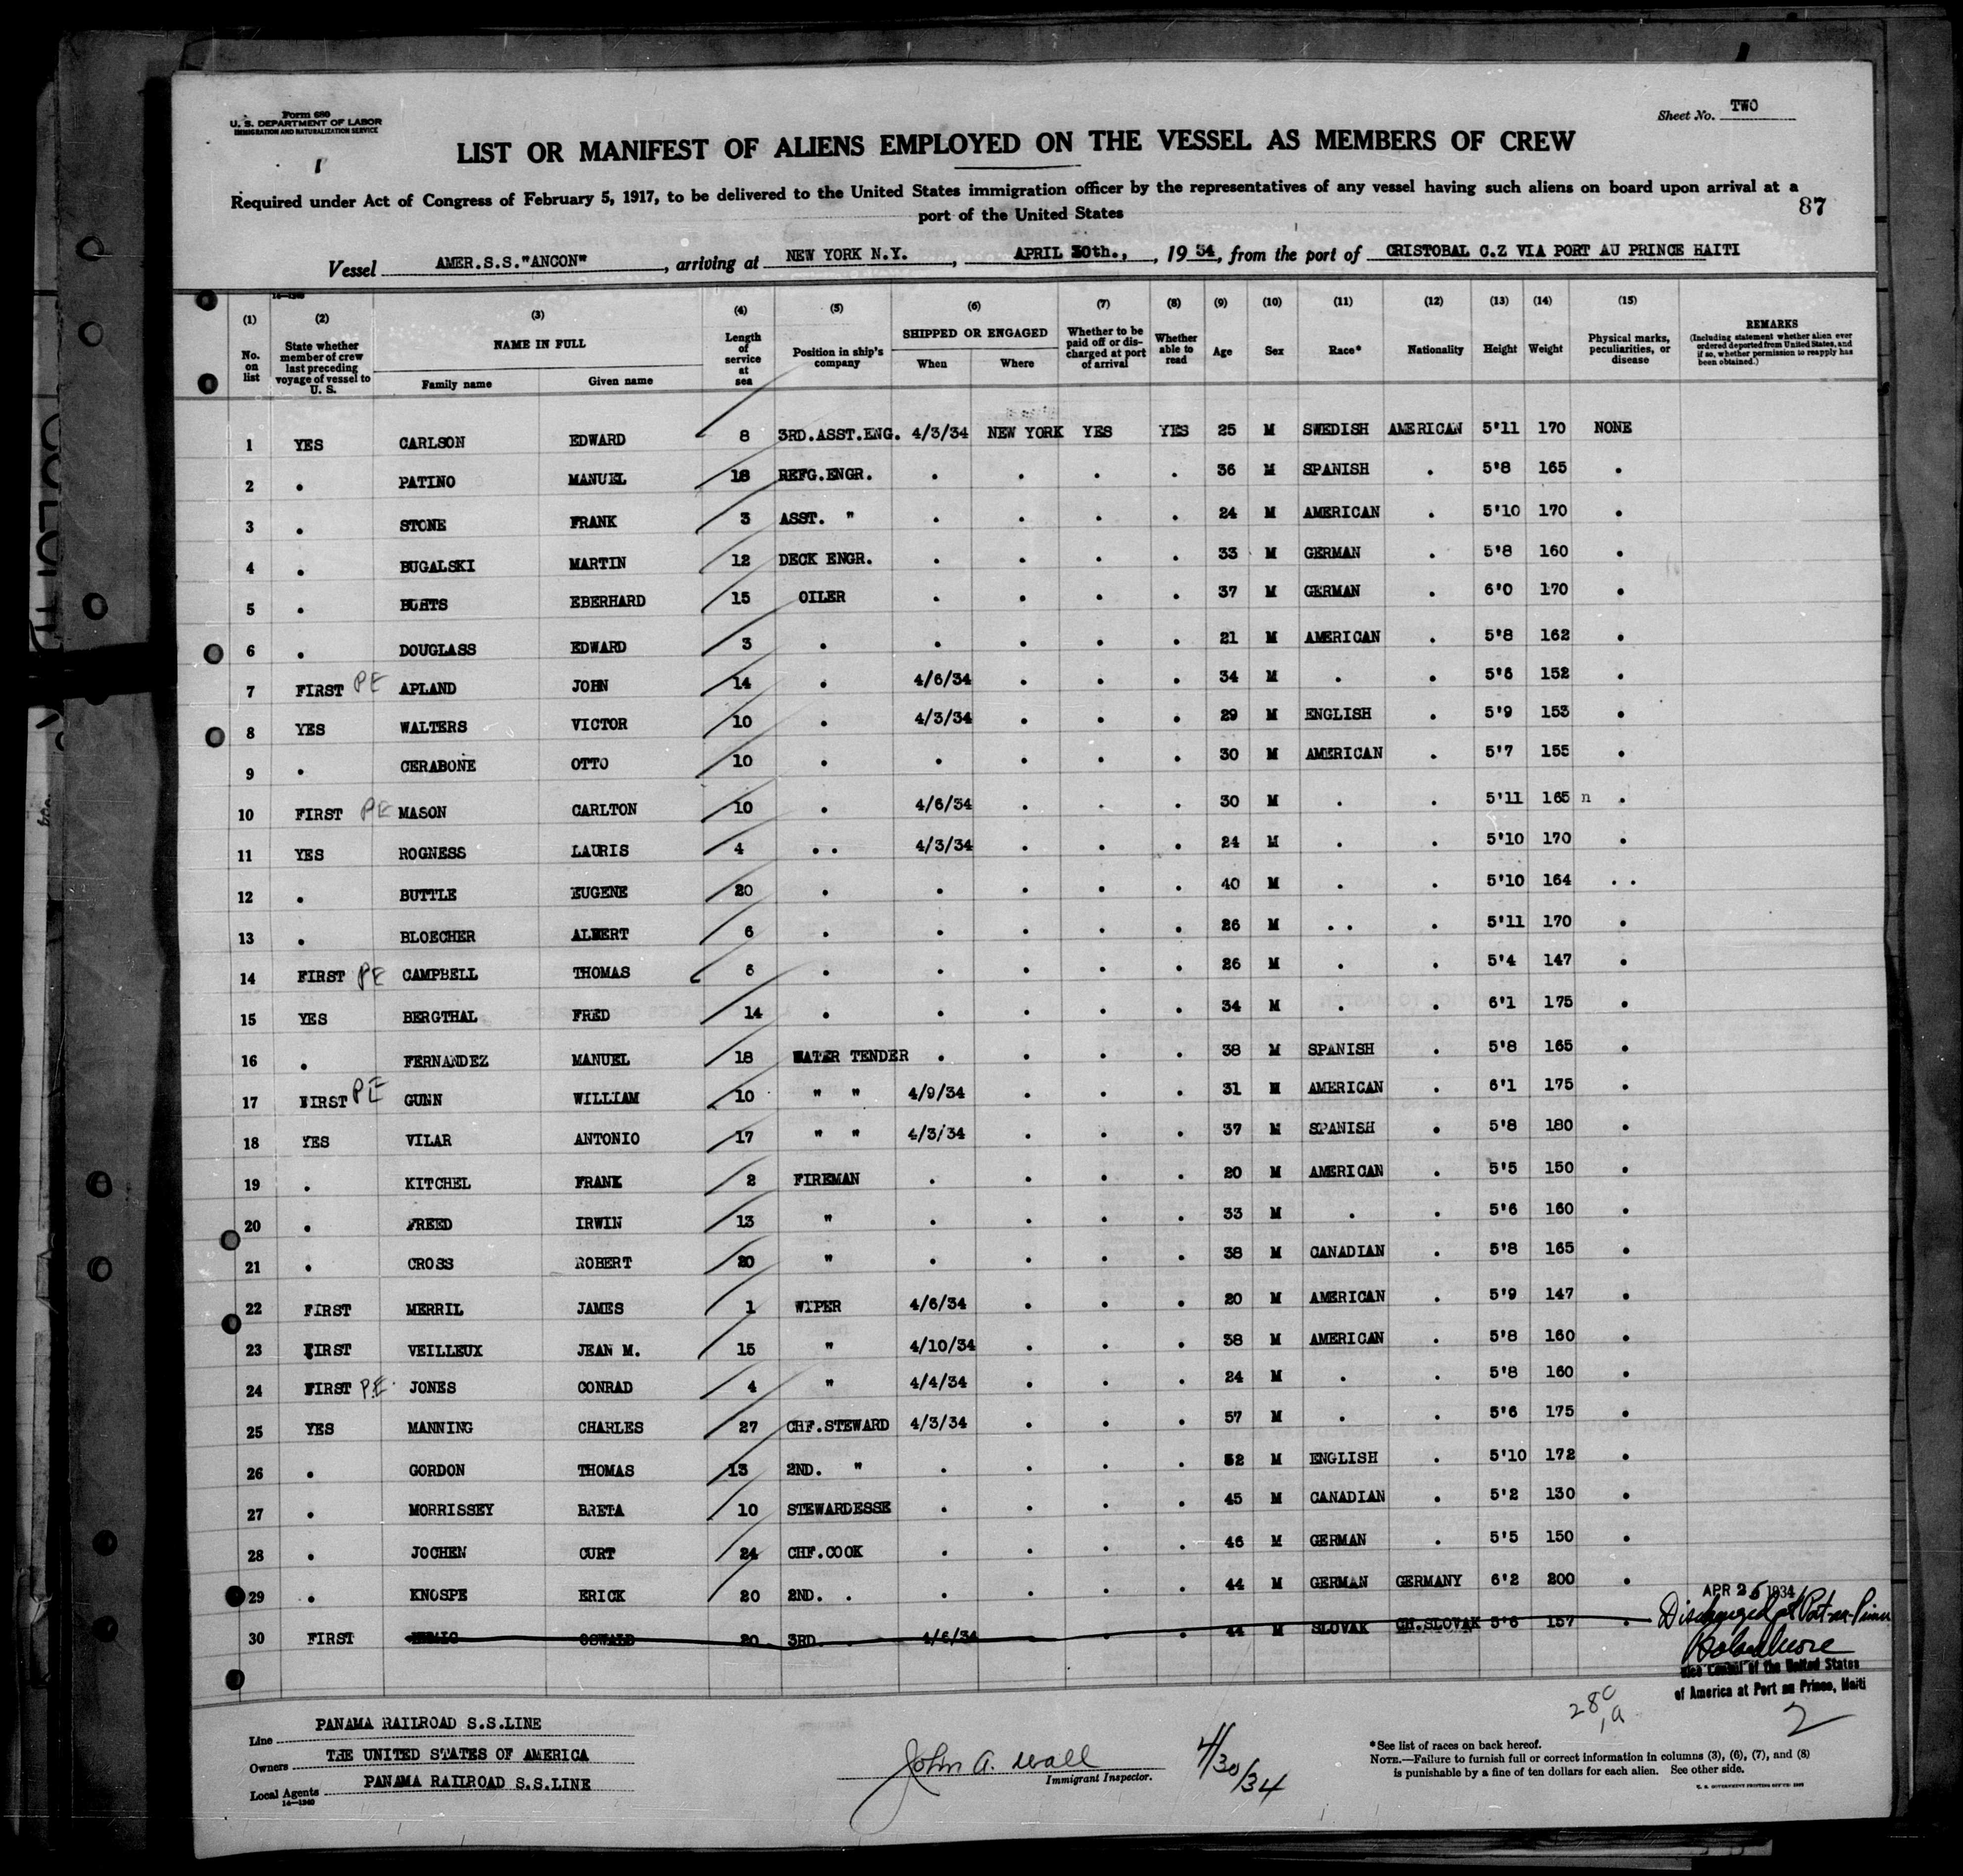 Form 680
U. S. DEPARTMENT OF LABOR
IMMIGRATION AND NATURALIZATION SERVICE
Sheet No. TWO
LIST OR MANIFEST OF ALIENS EMPLOYED ON THE VESSEL AS MEMBERS OF CREW
Required under Act of Congress of February 5, 1917, to be delivered to the United States immigration officer by the representatives of any vessel having such aliens on board upon arrival at a
port of the United States
87
Vessel AMER.S.S."ANCON", arriving at NEW YORK N.Y., APRIL 30th., , 1934, from the port of CRISTOBAL C.Z VIA PORT AU PRINCE HAITI
(1) No. on list
(2) State whether member of crew last preceding voyage of vessel to U. S.
(3) NAME IN FULL Family name Given name
(4) Length of service at sea
(5) Position in ship's company
(6) SHIPPED OR ENGAGED When Where
(7) Whether to be paid off or discharged at port of arrival
(8) Whether able to read
(9) Age
(10) Sex
(11) Race*
(12) Nationality
(13) Height
(14) Weight
(15) Physical marks, peculiarities, or disease
REMARKS (Including statement whether alien ever ordered deported from United States, and if so, whether permission to reapply has been obtained.)
1 YES CARLSON EDWARD 8 3RD.ASST.ENG. 4/3/34 NEW YORK YES YES 25 M SWEDISH AMERICAN 5'11 170 NONE
2 . PATINO MANUEL 18 REFG.ENGR. . . . . 36 M SPANISH . 5'8 165 .
3 . STONE FRANK 3 ASST. " . . . . 24 M AMERICAN . 5'10 170 .
4 . BUGALSKI MARTIN 12 DECK ENGR. . . . . 33 M GERMAN . 5'8 160 .
5 . EBERHARD 15 OILER . . . . 37 M GERMAN . 6'0 170 .
6 . DOUGLASS EDWARD 3 . . . . . 21 M AMERICAN . 5'8 162 .
7 FIRST PE APLAND JOHN 14 . 4/6/34 . . . 34 M . . 5'6 152 .
8 YES WALTERS VICTOR 10 . 4/3/34 . . . 29 M ENGLISH . 5'9 153 .
9 . CERABONE OTTO 10 . . . . . 30 M AMERICAN . 5'7 155 .
10 FIRST PE MASON CARLTON 10 . 4/6/34 . . . 30 M . . 5'11 165 n .
11 YES ROGNESS LAURIS 4 . . 4/3/34 . . . 24 M . . 5'10 170 .
12 . BUTTLE EUGENE 20 . . . . . 40 M . . 5'10 164 . .
13 . BLOECHER ALBERT 6 . . . . . 26 M . . . 5'11 170 .
14 FIRST PE CAMPBELL THOMAS 6 . . . . . 26 M . . 5'4 147 .
15 YES BERGTHAL FRED 14 . . . . . 34 M . . 6'1 175 .
16 . FERNANDEZ MANUEL 18 WATER TENDER . . . . 38 M SPANISH . 5'8 165 .
17 FIRST PE GUNN WILLIAM 10 " " 4/9/34 . . . 31 M AMERICAN . 6'1 175 .
18 YES VILAR ANTONIO 17 " " 4/3/34 . . . 37 M SPANISH . 5'8 180 .
19 . KITCHEL FRANK 2 FIREMAN . . . . 20 M AMERICAN . 5'5 150 .
20 . FREED IRWIN 13 " . . . . 33 M . . 5'6 160 .
21 . CROSS ROBERT 20 " . . . . 38 M CANADIAN . 5'8 165 .
22 FIRST MERRIL JAMES 1 WIPER 4/6/34 . . . 20 M AMERICAN . 5'9 147 .
23 FIRST VEILLEUX JEAN M. 15 " 4/10/34 . . . 38 M AMERICAN . 5'8 160 .
24 FIRST P.E. JONES CONRAD 4 " 4/4/34 . . . 24 M . . 5'8 160 .
25 YES MANNING CHARLES 27 CHF.STEWARD 4/3/34 . . . 57 M . . 5'6 175 .
26 . GORDON THOMAS 13 2ND. " . . . . 52 M ENGLISH . 5'10 172 .
27 . MORRISSEY BRETA 10 STEWARDESSE . . . . 45 M CANADIAN . 5'2 130 .
28 . JOCHEN CURT 24 CHF.COOK . . . . 46 M GERMAN . 5'5 150 .
29 . KNOSPE ERICK 20 2ND. . . . . . 44 M GERMAN GERMANY 6'2 200 .
30 FIRST OSWALD 20 3RD. . 4/6/34 . . 44 M SLOVAK CH.SLOVAK 5'6 157 .
APR 25 1934
Discharged at Port-au-Prince
Vice Consul of the United States
of America at Port au Prince, Haiti
28
2
Line PANAMA RAILROAD S.S.LINE
Owners THE UNITED STATES OF AMERICA
Local Agents PANAMA RAILROAD S.S.LINE
14—1240
John A. Wall
Immigrant Inspector.
4/30/34
*See list of races on back hereof.
NOTE.—Failure to furnish full or correct information in columns (3), (6), (7), and (8)
is punishable by a fine of ten dollars for each alien. See other side.